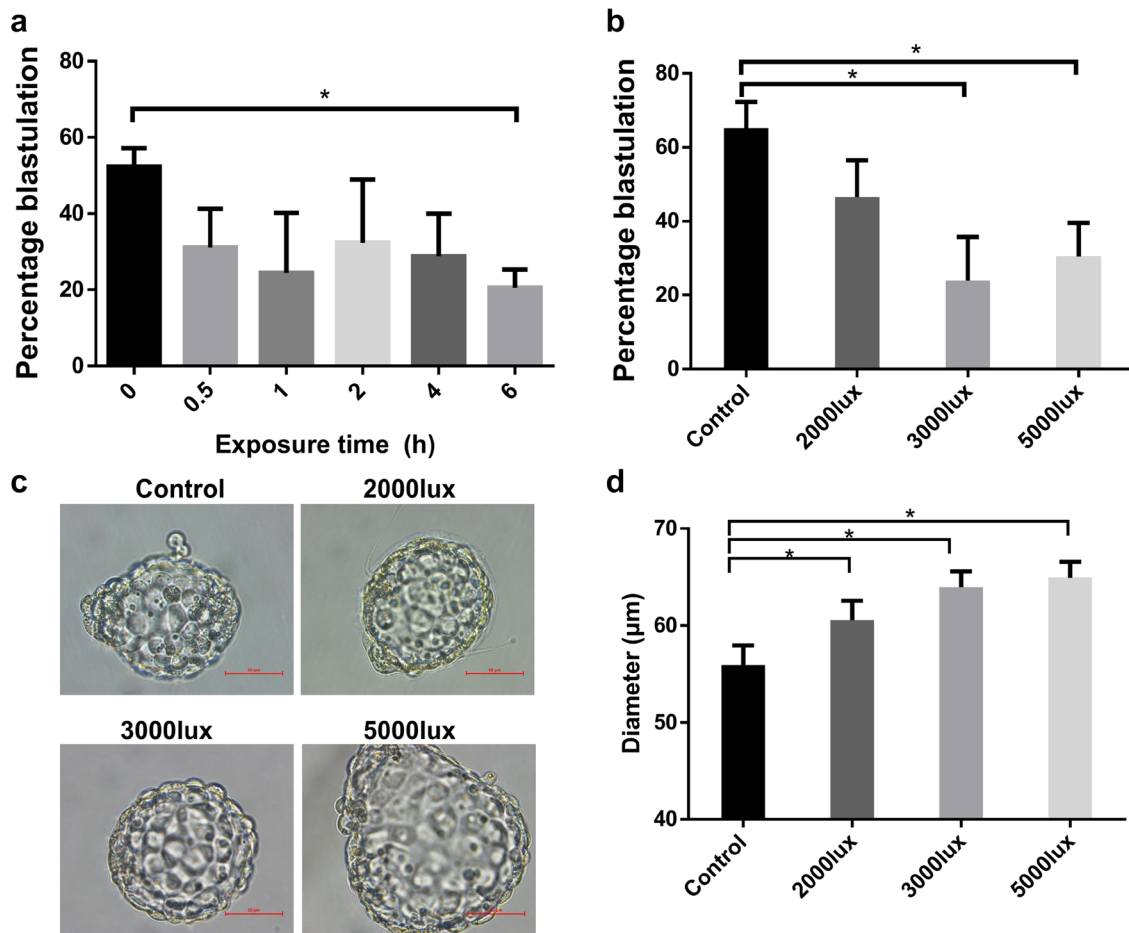 a
Percentage blastulation
80
60
40
20
0
*
0
0.5
1
2
4
6
Exposure time (h)
b
Percentage blastulation
80
60
40
20
0
*
*
Control
2000lux
3000lux
5000lux
c
Control
2000lux
3000lux
5000lux
d
Diameter (μm)
70
60
50
40
*
*
*
Control
2000lux
3000lux
5000lux